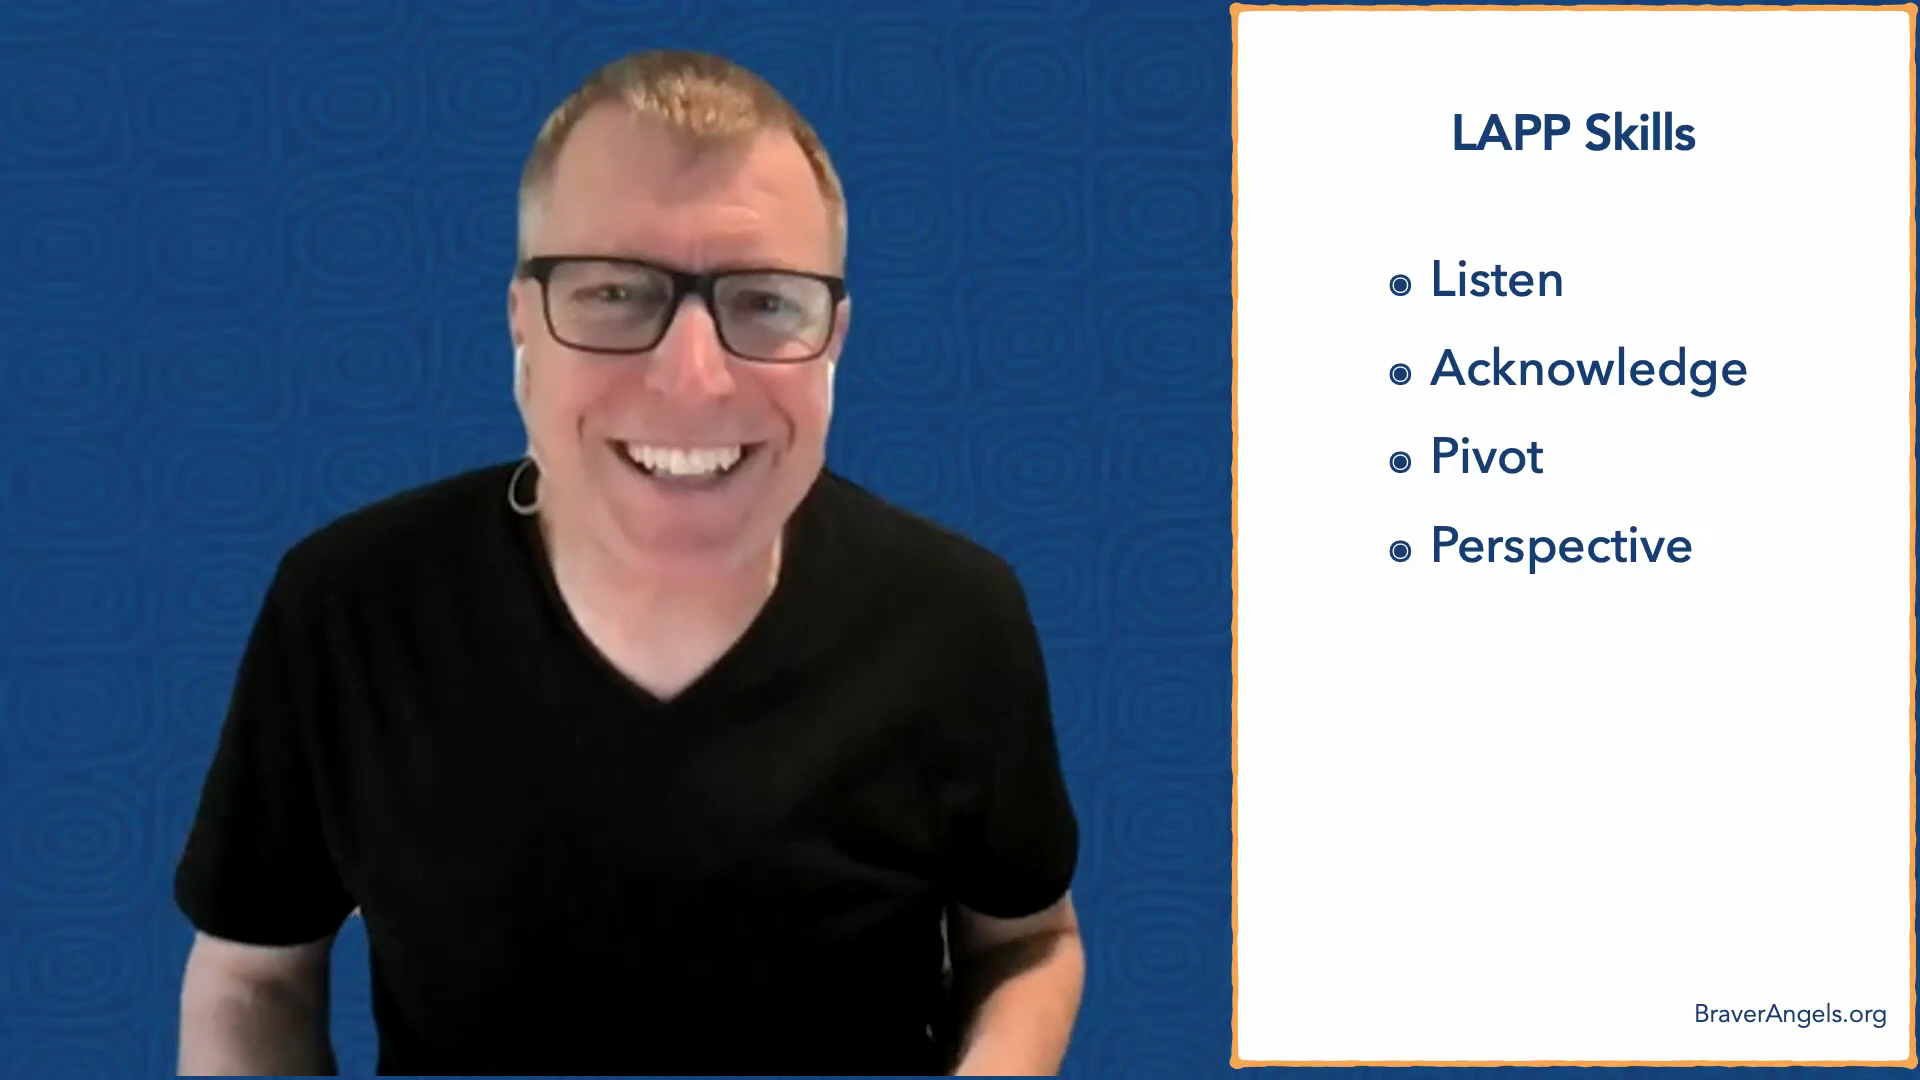 LAPP Skills
Listen
Acknowledge
Pivot
Perspective
BraverAngels.org